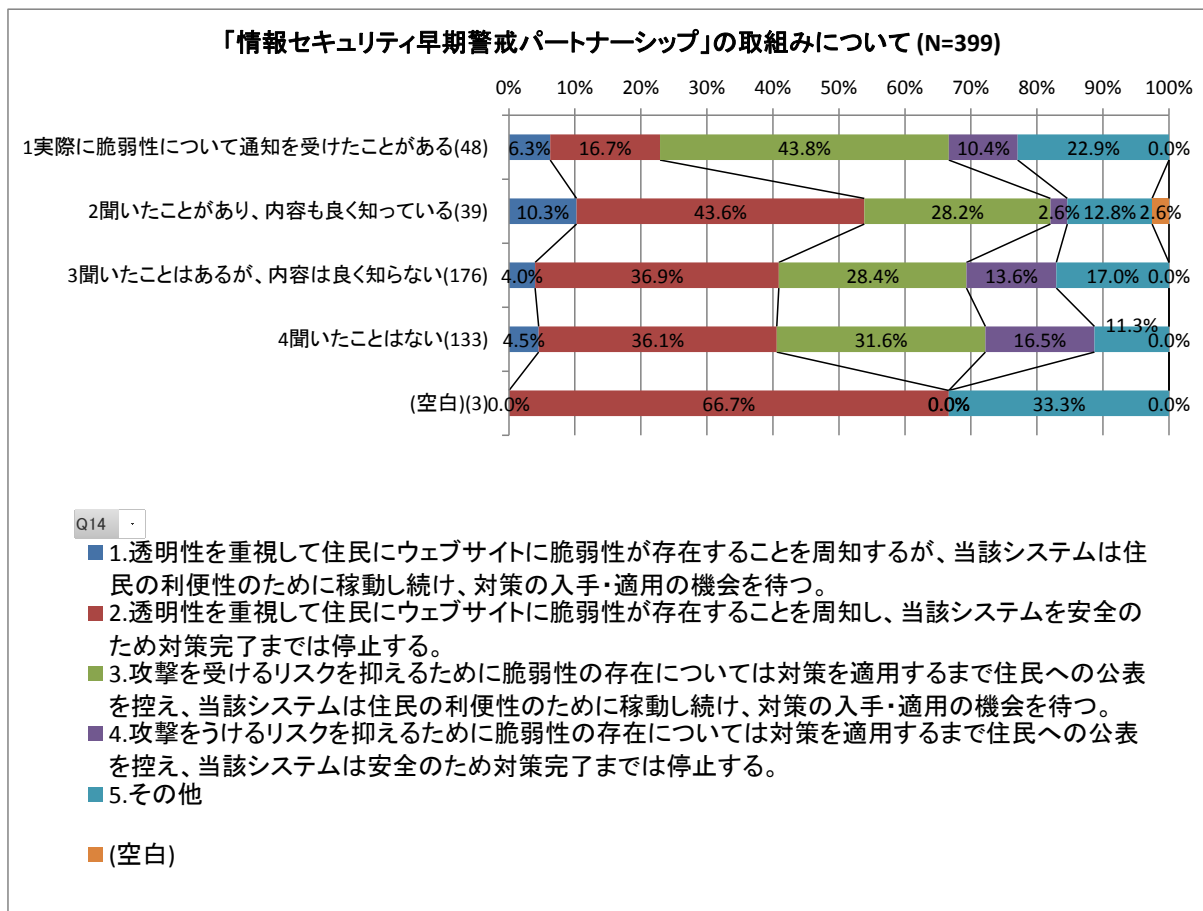 「情報セキュリティ早期警戒パートナーシップ」の取組みについて (N=399)
0% 10% 20% 30% 40% 50% 60% 70% 80% 90% 100%
1実際に脆弱性について通知を受けたことがある(48) 6.3% 16.7% 43.8% 10.4% 22.9% 0.0%
2聞いたことがあり、内容も良く知っている(39) 10.3% 43.6% 28.2% 2.6% 12.8% 2.6%
3聞いたことはあるが、内容は良く知らない(176) 4.0% 36.9% 28.4% 13.6% 17.0% 0.0%
4聞いたことはない(133) 4.5% 36.1% 31.6% 16.5% 11.3% 0.0%
(空白)(3) 0.0% 66.7% 0.0% 0.0% 33.3% 0.0%
Q14
1.透明性を重視して住民にウェブサイトに脆弱性が存在することを周知するが、当該システムは住
民の利便性のために稼動し続け、対策の入手・適用の機会を待つ。
2.透明性を重視して住民にウェブサイトに脆弱性が存在することを周知し、当該システムを安全の
ため対策完了までは停止する。
3.攻撃を受けるリスクを抑えるために脆弱性の存在については対策を適用するまで住民への公表
を控え、当該システムは住民の利便性のために稼動し続け、対策の入手・適用の機会を待つ。
4.攻撃をうけるリスクを抑えるために脆弱性の存在については対策を適用するまで住民への公表
を控え、当該システムは安全のため対策完了までは停止する。
5.その他
(空白)